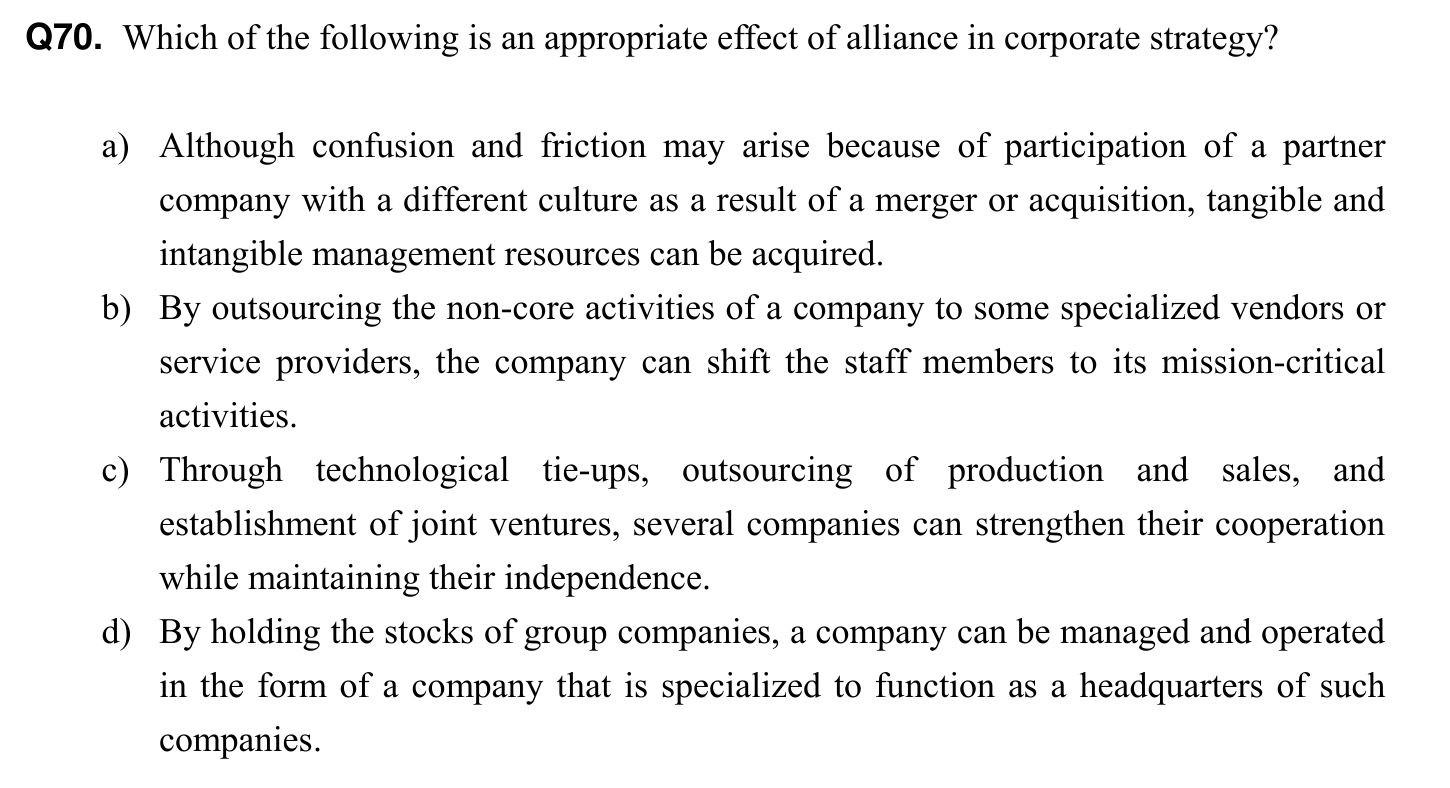 Q70. Which of the following is an appropriate effect of alliance in corporate strategy?
a) Although confusion and friction may arise because of participation of a partner
company with a different culture as a result of a merger or acquisition, tangible and
intangible management resources can be acquired.
b) By outsourcing the non-core activities of a company to some specialized vendors or
service providers, the company can shift the staff members to its mission-critical
activities.
c) Through technological tie-ups, outsourcing of production and sales, and
establishment of joint ventures, several companies can strengthen their cooperation
while maintaining their independence.
d) By holding the stocks of group companies, a company can be managed and operated
in the form of a company that is specialized to function as a headquarters of such
companies.